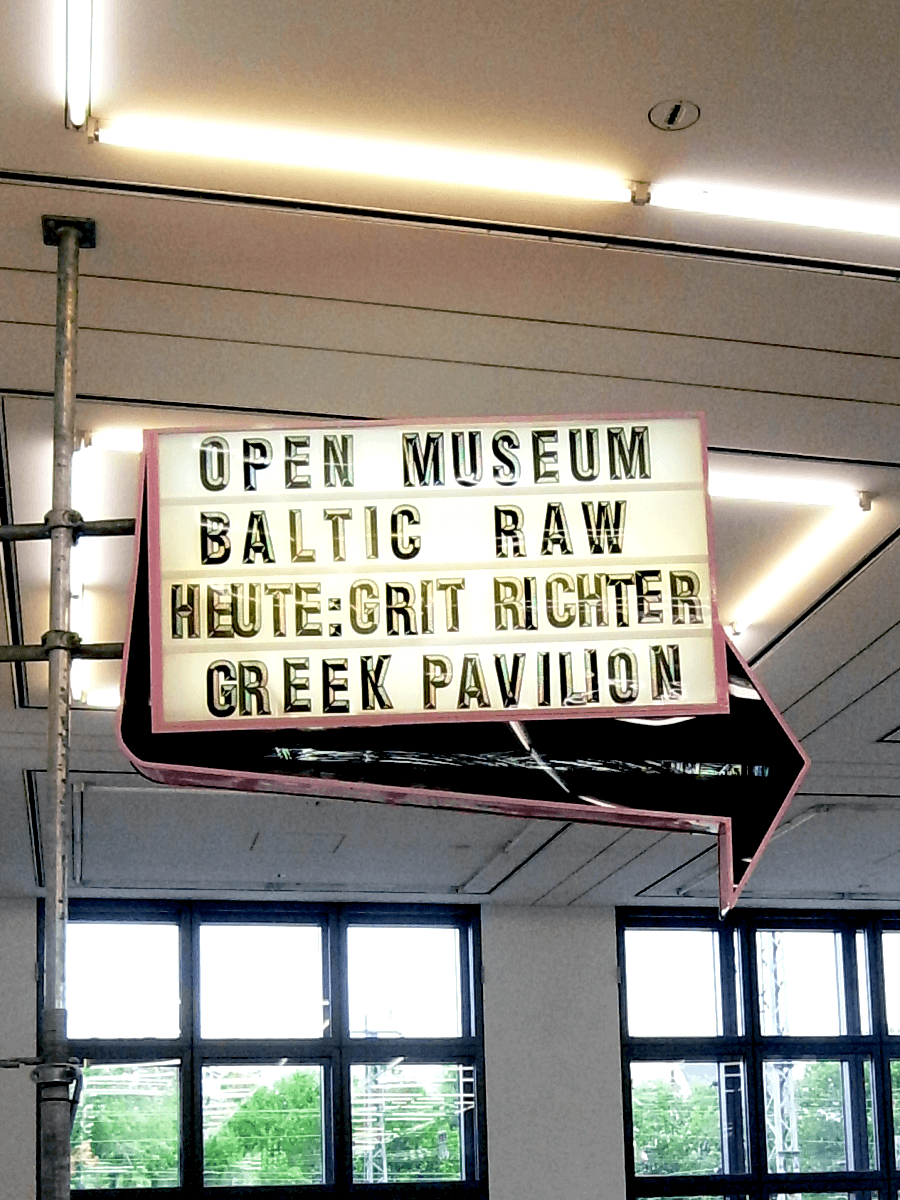 OPEN MUSEUM
BALTIC RAW
HEUTE:GRIT RICHTER
GREEK PAVILION